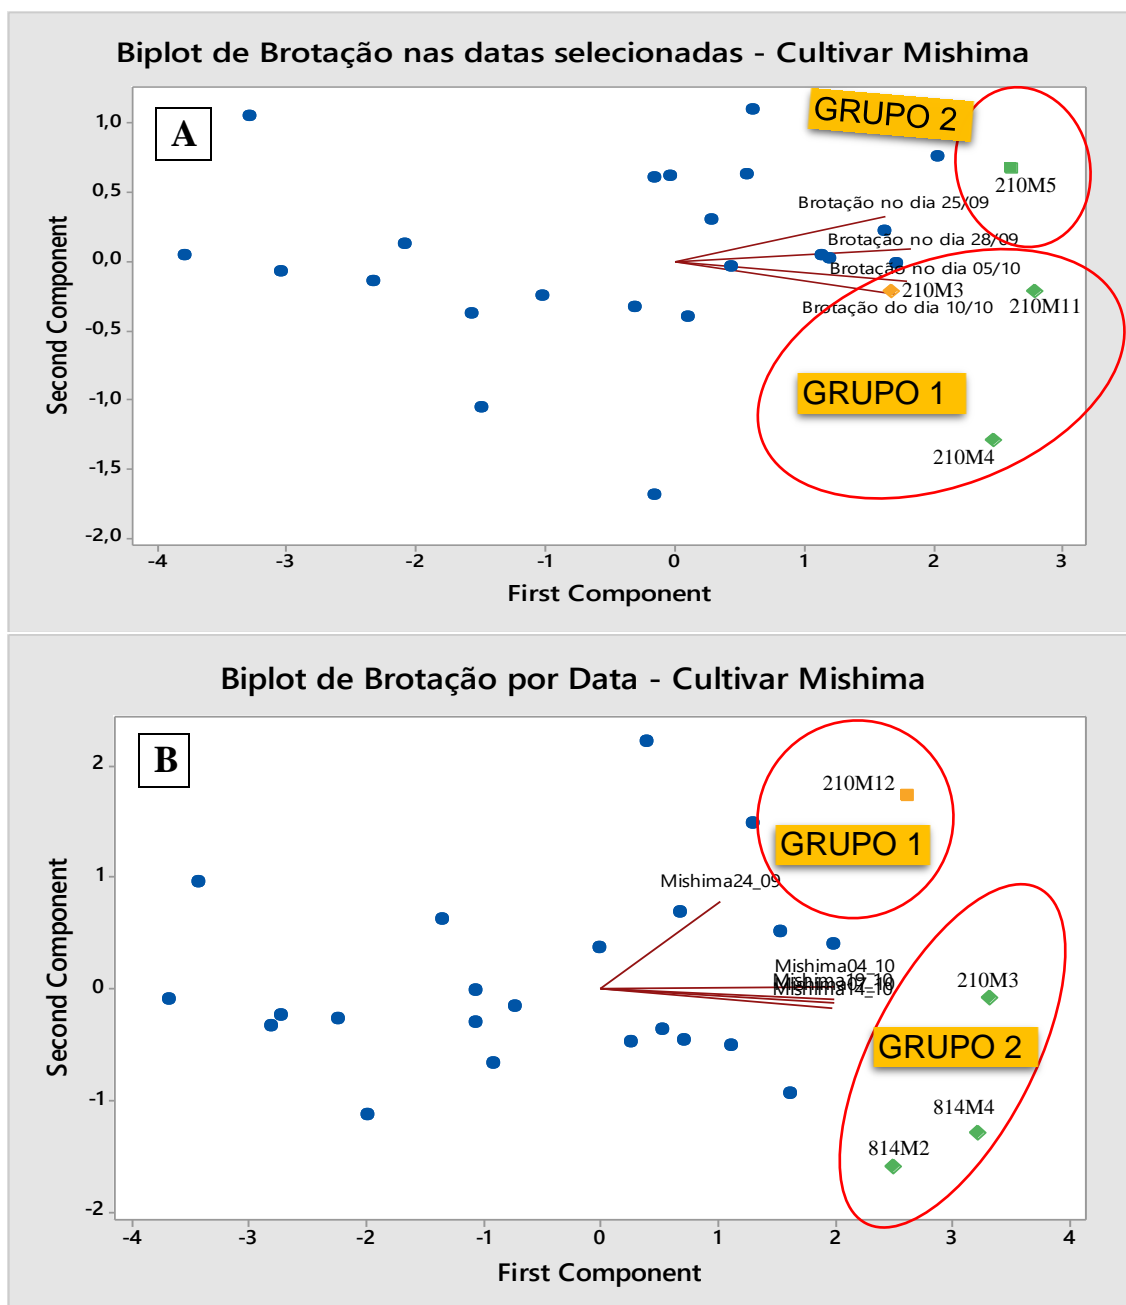 Biplot de Brotação nas datas selecionadas - Cultivar Mishima
A
GRUPO 2
1,0
0,5
0,0
-0,5
-1,0
-1,5
-2,0
Second Component
210M5
Brotação no dia 25/09
Brotação no dia 28/09
Brotação no dia 05/10
210M3
210M11
Brotação do dia 10/10
GRUPO 1
210M4
-4 -3 -2 -1 0 1 2 3
First Component
Biplot de Brotação por Data - Cultivar Mishima
B
2
1
0
-1
-2
Second Component
210M12
GRUPO 1
Mishima24_09
Mishima04_10
Mishima14_10
210M3
GRUPO 2
814M4
814M2
-4 -3 -2 -1 0 1 2 3 4
First Component